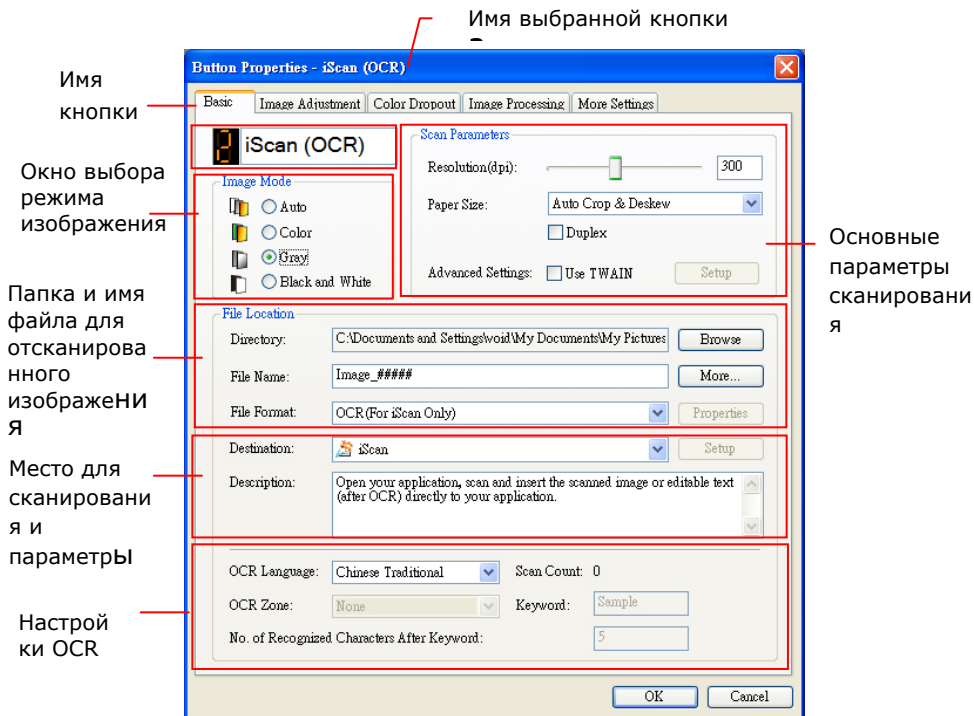 Имя выбранной кнопки
Button Properties - iScan (OCR)
Имя
кнопки
Basic Image Adjustment Color Dropout Image Processing More Settings
2 iScan (OCR)
Окно выбора
режима
изображения
Image Mode
Auto
Color
Gray
Black and White
Scan Parameters
Resolution(dpi): 300
Paper Size: Auto Crop & Deskew
Duplex
Advanced Settings: Use TWAIN Setup
Основные
параметры
сканировани
я
Папка и имя
файла для
отсканирова
нного
изображени
я
File Location
Directory: C:\Documents and Settings\void\My Documents\My Pictures Browse
File Name: Image_##### More...
File Format: OCR(For iScan Only) Properties
Место для
сканировани
я и
параметры
Destination: iScan Setup
Description: Open your application, scan and insert the scanned image or editable text
(after OCR) directly to your application.
Настрой
ки OCR
OCR Language: Chinese Traditional Scan Count: 0
OCR Zone: None Keyword: Sample
No. of Recognized Characters After Keyword: 5
OK Cancel